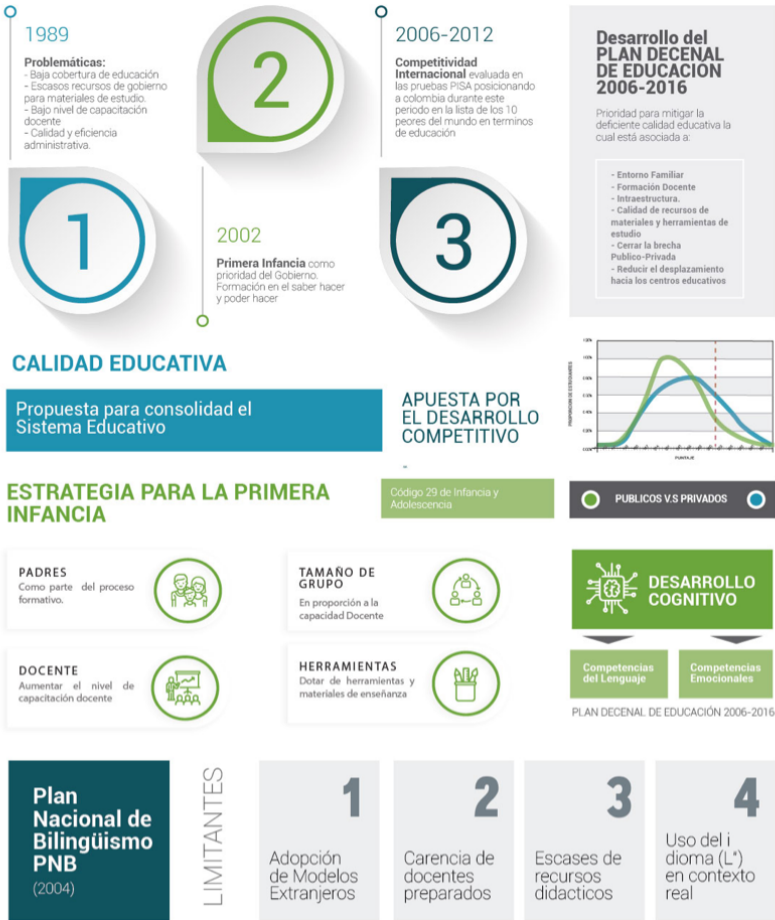 1989
Problemáticas:
- Baja cobertura de educación
- Escasos recursos de gobierno
para materiales de estudio.
- Bajo nivel de capacitación
docente
- Calidad y eficiencia
administrativa.
1
2
2002
Primera Infancia como
prioridad del Gobierno.
Formación en el saber hacer
y poder hacer
2006-2012
Competitividad
Internacional evaluada en
las pruebas PISA posicionando
a colombia durante este
periodo en la lista de los 10
peores del mundo en terminos
de educación
3
Desarrollo del
PLAN DECENAL
DE EDUCACION
2006-2016
Prioridad para mitigar la
deficiente calidad educativa la
cual está asociada a:
- Entorno Familiar
- Formación Docente
- Intraestructura.
- Calidad de recursos de
materiales y herramientas de
estudio
- Cerrar la brecha
Publico-Privada
- Reducir el desplazamiento
hacia los centros educativos
CALIDAD EDUCATIVA
Propuesta para consolidad el
Sistema Educativo
APUESTA POR
EL DESARROLLO
COMPETITIVO
-
Código 29 de Infancia y
Adolescencia
PROPORCION DE ESTUDIANTES
PUNTAJE
PUBLICOS V.S PRIVADOS
ESTRATEGIA PARA LA PRIMERA
INFANCIA
PADRES
Como parte del proceso
formativo.
TAMAÑO DE
GRUPO
En proporción a la
capacidad Docente
DOCENTE
Aumentar el nivel de
capacitación docente
HERRAMIENTAS
Dotar de herramientas y
materiales de enseñanza
DESARROLLO
COGNITIVO
Competencias
del Lenguaje
Competencias
Emocionales
PLAN DECENAL DE EDUCACIÓN 2006-2016
Plan
Nacional de
Bilingüismo
PNB
(2004)
LIMITANTES
1
Adopción
de Modelos
Extranjeros
2
Carencia de
docentes
preparados
3
Escases de
recursos
didacticos
4
Uso del i
dioma (L*)
en contexto
real